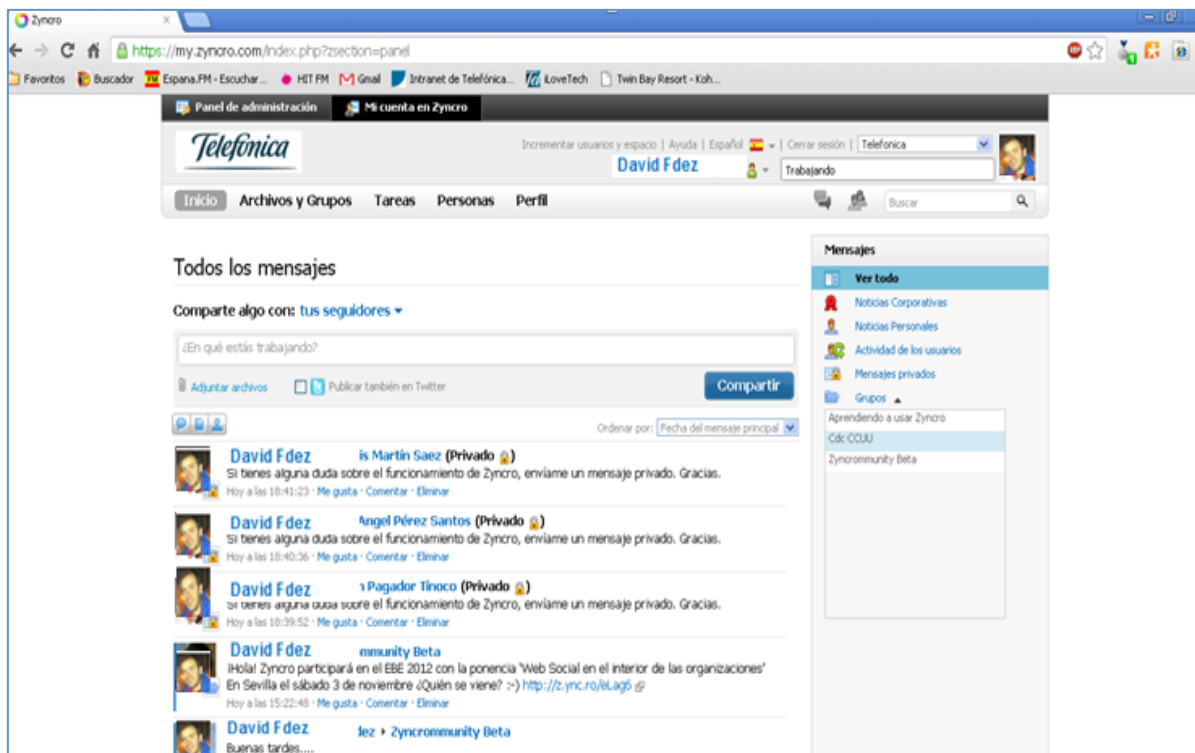 Zyncro
https://my.zyncro.com/index.php?zsection=panel
Favoritos Buscador Espana.FM - Escuchar... HIT FM Gmail Intranet de Telefónica... iLoveTech Twin Bay Resort - Koh...
Panel de administración Mi cuenta en Zyncro
Telefónica
Incrementar usuarios y espacio | Ayuda | Español | Cerrar sesión | Telefonica
David Fdez Trabajando
Inicio Archivos y Grupos Tareas Personas Perfil Buscar
Todos los mensajes
Comparte algo con: tus seguidores
¿En qué estás trabajando?
Adjuntar archivos Publicar también en Twitter Compartir
Ordenar por: Fecha del mensaje principal
David Fdez is Martín Saez (Privado )
Si tienes alguna duda sobre el funcionamiento de Zyncro, envíame un mensaje privado. Gracias.
Hoy a las 18:41:23 · Me gusta · Comentar · Eliminar
David Fdez Angel Pérez Santos (Privado )
Si tienes alguna duda sobre el funcionamiento de Zyncro, envíame un mensaje privado. Gracias.
Hoy a las 18:40:36 · Me gusta · Comentar · Eliminar
David Fdez Pagador Tinoco (Privado )
Si tienes alguna duda sobre el funcionamiento de Zyncro, envíame un mensaje privado. Gracias.
Hoy a las 18:39:52 · Me gusta · Comentar · Eliminar
David Fdez mmunity Beta
¡Hola! Zyncro participará en el EBE 2012 con la ponencia 'Web Social en el interior de las organizaciones'
En Sevilla el sábado 3 de noviembre ¿Quién se viene? :-) http://z.ync.ro/eLag6
Hoy a las 15:22:48 · Me gusta · Comentar · Eliminar
David Fdez dez Zyncrommunity Beta
Buenas tardes....
Mensajes
Ver todo
Noticias Corporativas
Noticias Personales
Actividad de los usuarios
Mensajes privados
Grupos
Aprendiendo a usar Zyncro
Cdc CCUU
Zyncrommunity Beta